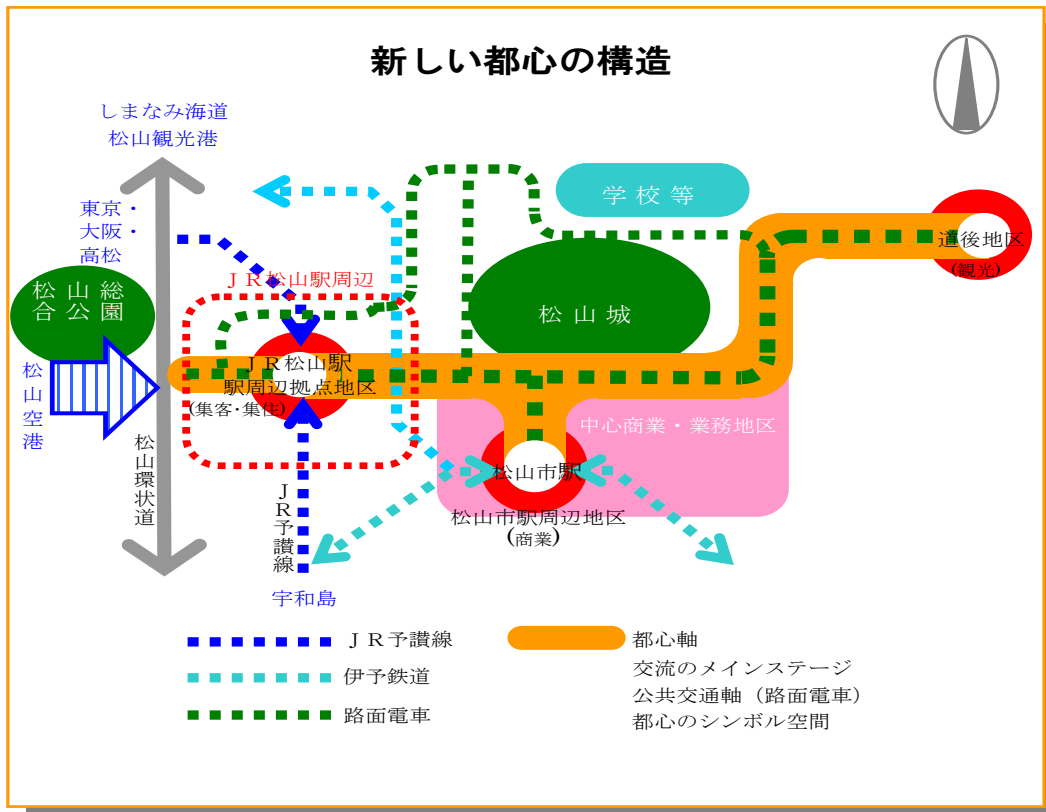 新しい都心の構造
しまなみ海道
松山観光港
東京・
大阪・
高松
学校等
道後地区
(観光)
ＪＲ松山駅周辺
松山総
合公園
松山城
松山空港
ＪＲ松山駅
駅周辺拠点地区
(集客・集住)
中心商業・業務地区
松山環状道
ＪＲ予讃線
松山市駅
松山市駅周辺地区
(商業)
宇和島
ＪＲ予讃線
伊予鉄道
路面電車
都心軸
交流のメインステージ
公共交通軸（路面電車）
都心のシンボル空間